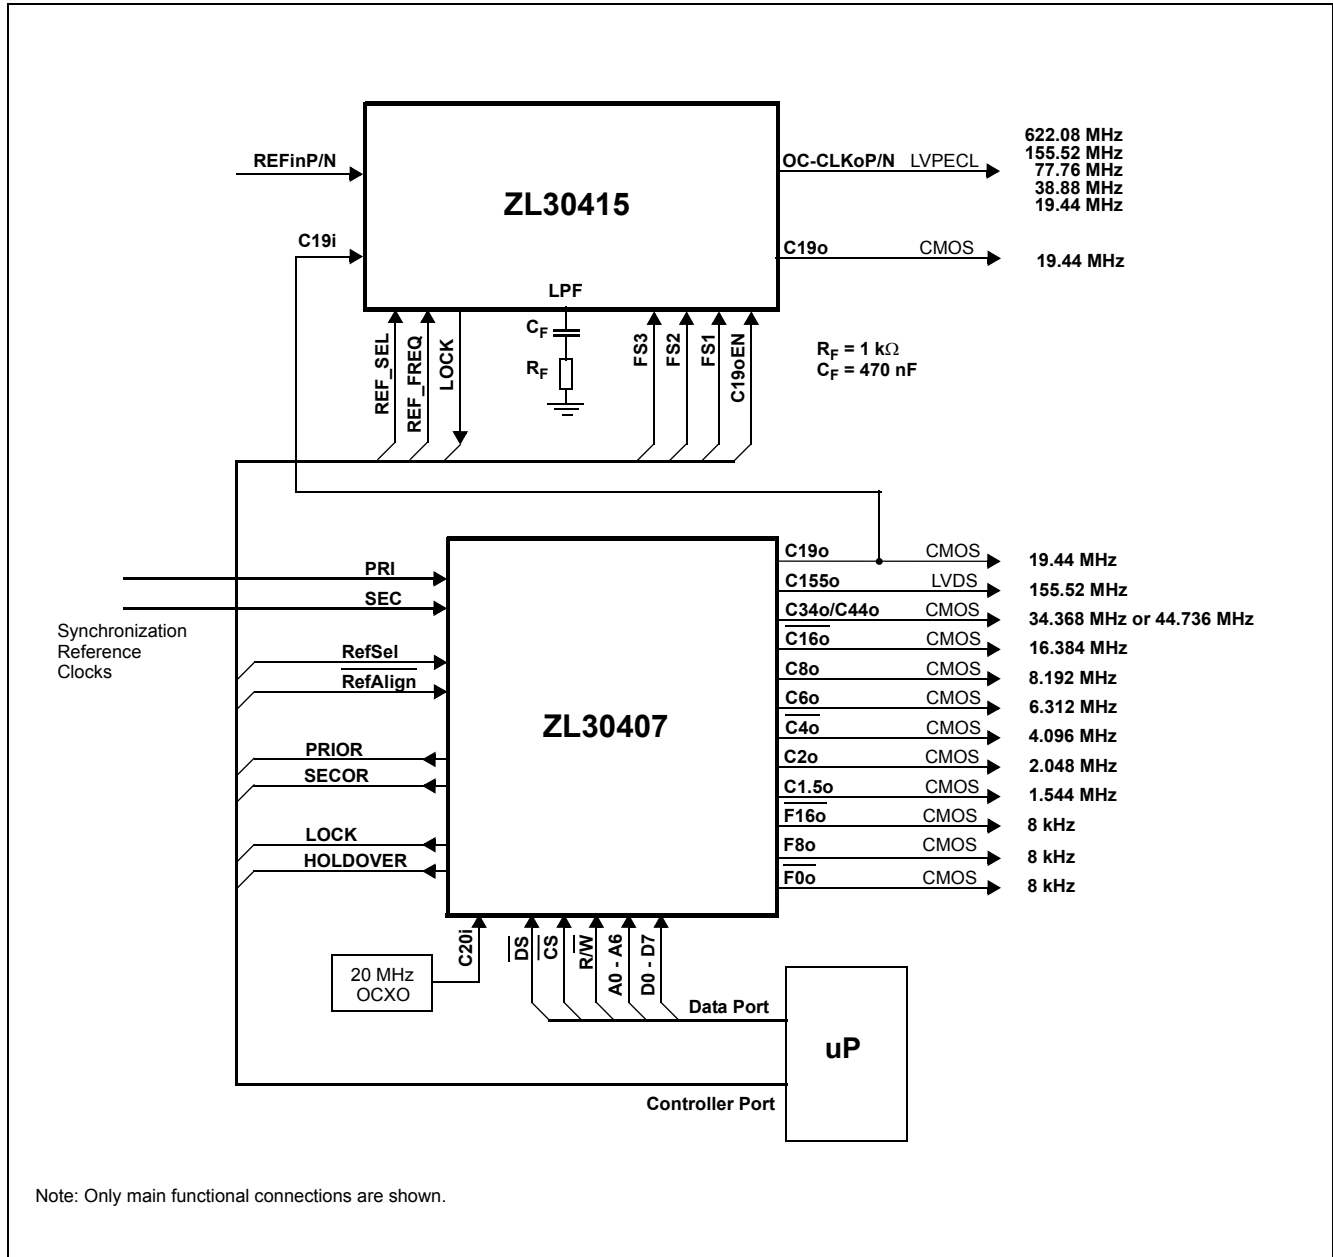 622.08 MHz
155.52 MHz
77.76 MHz
38.88 MHz
19.44 MHz
REFinP/N
OC-CLKoP/N LVPECL
ZL30415
C19i
C19o CMOS
19.44 MHz
LPF
CF
RF
REF_SEL
REF_FREQ
LOCK
FS3
FS2
FS1
C19oEN
RF = 1 kΩ
CF = 470 nF
C19o CMOS 19.44 MHz
PRI
C155o LVDS 155.52 MHz
SEC
C34o/C44o CMOS 34.368 MHz or 44.736 MHz
Synchronization
Reference
Clocks
C16o CMOS 16.384 MHz
RefSel
C8o CMOS 8.192 MHz
RefAlign
C6o CMOS 6.312 MHz
ZL30407
C4o CMOS 4.096 MHz
PRIOR
C2o CMOS 2.048 MHz
SECOR
C1.5o CMOS 1.544 MHz
F16o CMOS 8 kHz
LOCK
F8o CMOS 8 kHz
HOLDOVER
F0o CMOS 8 kHz
C20i
DS
CS
R/W
A0 - A6
D0 - D7
20 MHz
OCXO
Data Port
uP
Controller Port
Note: Only main functional connections are shown.